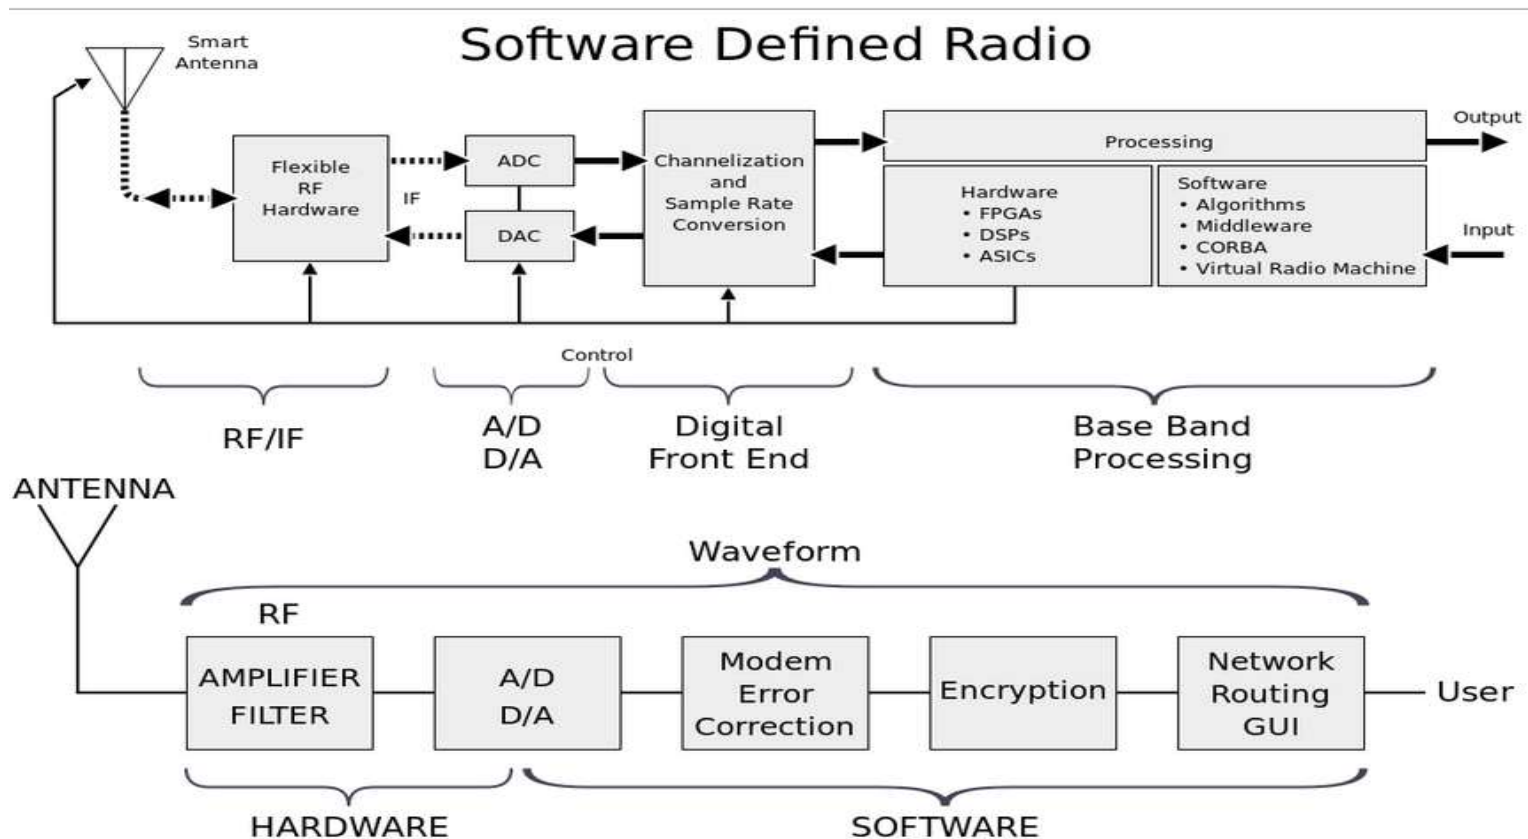 Software Defined Radio
Smart
Antenna
Flexible
RF
Hardware
IF
ADC
DAC
Channelization
and
Sample Rate
Conversion
Processing
Hardware
• FPGAs
• DSPs
• ASICs
Software
• Algorithms
• Middleware
• CORBA
• Virtual Radio Machine
Output
Input
Control
RF/IF
A/D
D/A
Digital
Front End
Base Band
Processing
ANTENNA
Waveform
RF
AMPLIFIER
FILTER
A/D
D/A
Modem
Error
Correction
Encryption
Network
Routing
GUI
User
HARDWARE
SOFTWARE